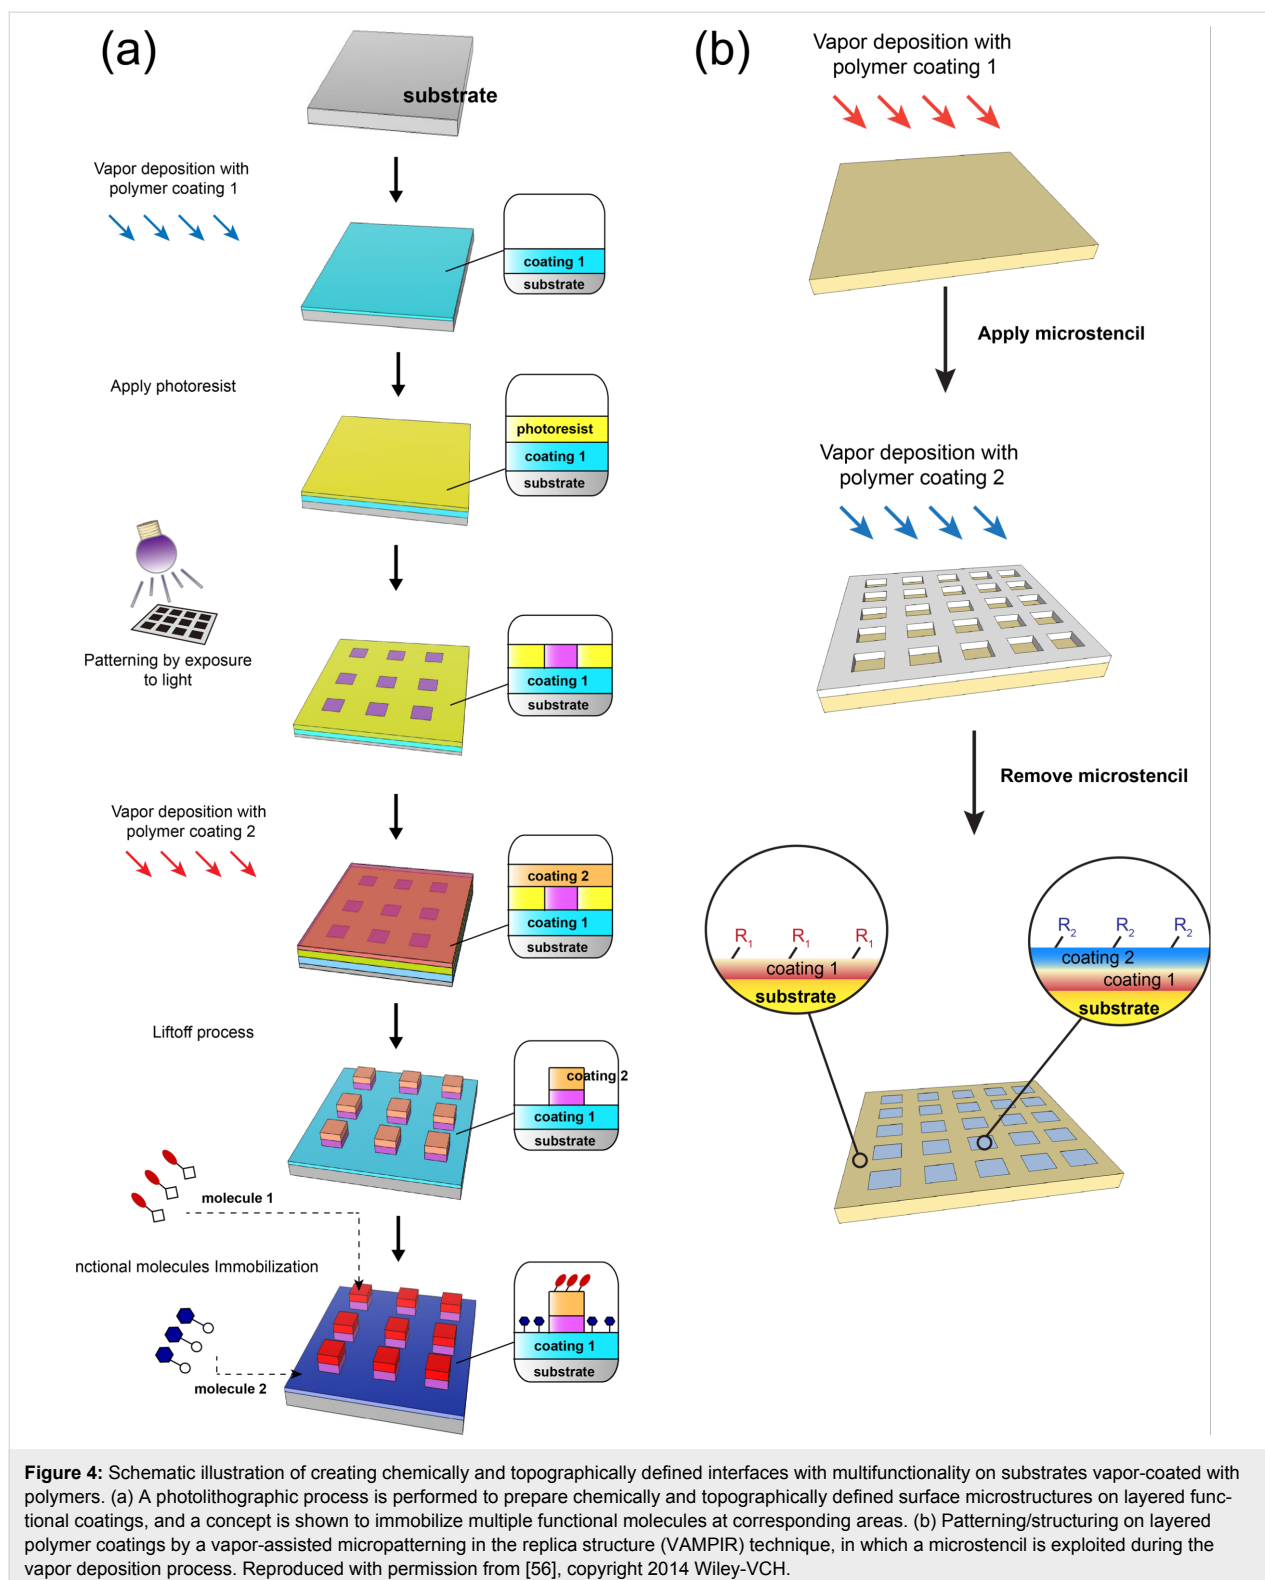 (a)
substrate
Vapor deposition with
polymer coating 1
coating 1
substrate
Apply photoresist
photoresist
coating 1
substrate
Patterning by exposure
to light
coating 1
substrate
Vapor deposition with
polymer coating 2
coating 2
coating 1
substrate
Liftoff process
coating 2
coating 1
substrate
molecule 1
nctional molecules Immobilization
molecule 2
coating 1
substrate
(b)
Vapor deposition with
polymer coating 1
Apply microstencil
Vapor deposition with
polymer coating 2
Remove microstencil
R1 R1 R1
coating 1
substrate
R2 R2 R2
coating 2
coating 1
substrate
Figure 4: Schematic illustration of creating chemically and topographically defined interfaces with multifunctionality on substrates vapor-coated with
polymers. (a) A photolithographic process is performed to prepare chemically and topographically defined surface microstructures on layered func-
tional coatings, and a concept is shown to immobilize multiple functional molecules at corresponding areas. (b) Patterning/structuring on layered
polymer coatings by a vapor-assisted micropatterning in the replica structure (VAMPIR) technique, in which a microstencil is exploited during the
vapor deposition process. Reproduced with permission from [56], copyright 2014 Wiley-VCH.